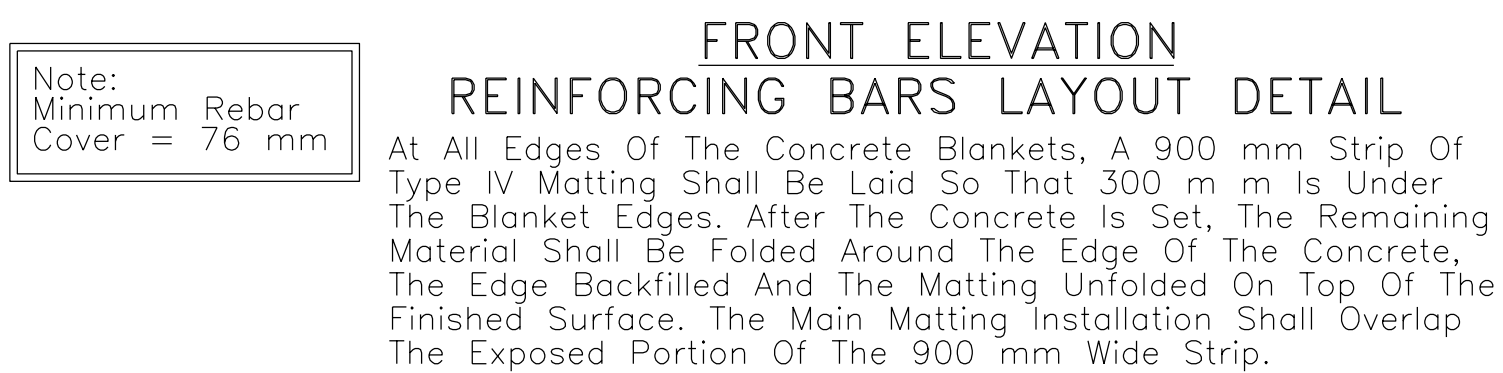 Note:
Minimum Rebar
Cover = 76 mm
FRONT ELEVATION
REINFORCING BARS LAYOUT DETAIL
At All Edges Of The Concrete Blankets, A 900 mm Strip Of
Type IV Matting Shall Be Laid So That 300 m m Is Under
The Blanket Edges. After The Concrete Is Set, The Remaining
Material Shall Be Folded Around The Edge Of The Concrete,
The Edge Backfilled And The Matting Unfolded On Top Of The
Finished Surface. The Main Matting Installation Shall Overlap
The Exposed Portion Of The 900 mm Wide Strip.